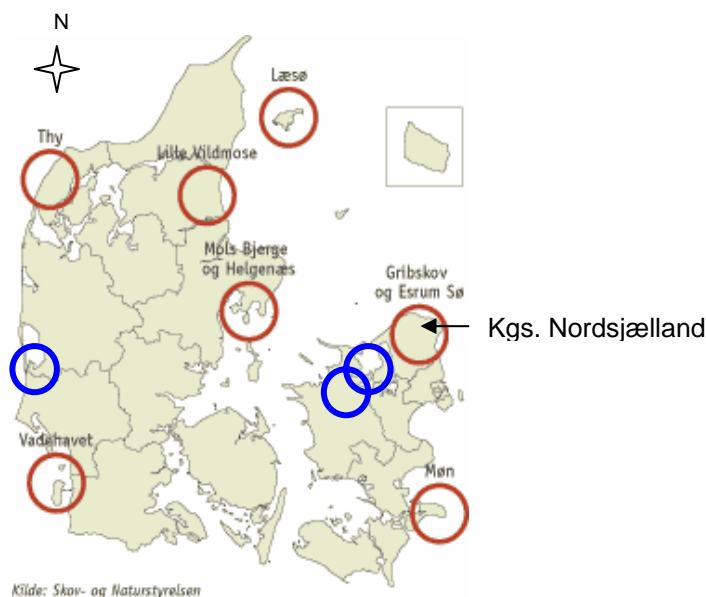 N
Læsø
Thy
Lille Vildmose
Mols Bjerge
og Helgenæs
Gribskov
og Esrum Sø
Kgs. Nordsjælland
Vadehavet
Møn
Kilde: Skov- og Naturstyrelsen